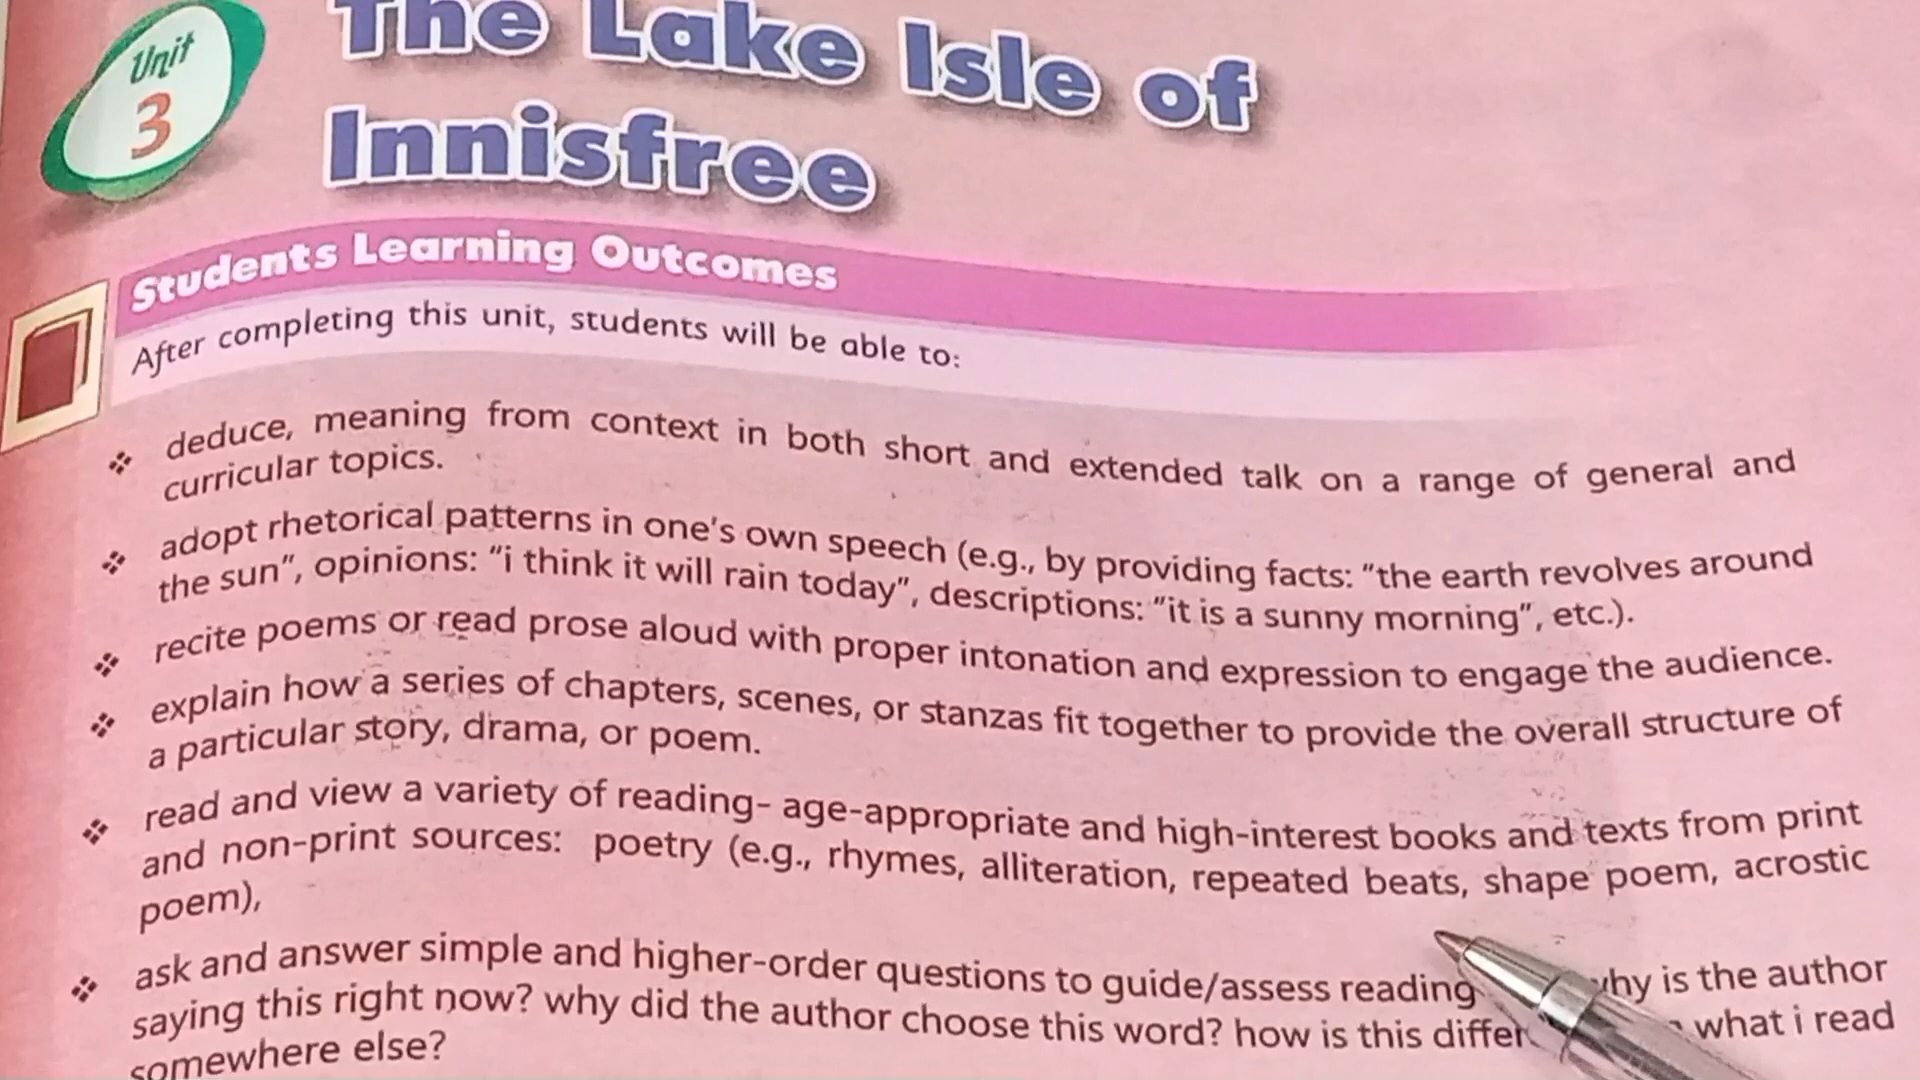 Unit
3
The Lake Isle of
Innisfree
Students Learning Outcomes
After completing this unit, students will be able to:
deduce, meaning from context in both short and extended talk on a range of general and
curricular topics.
adopt rhetorical patterns in one's own speech (e.g., by providing facts: "the earth revolves around
the sun", opinions: "i think it will rain today", descriptions: "it is a sunny morning", etc.).
recite poems or read prose aloud with proper intonation and expression to engage the audience.
explain how a series of chapters, scenes, or stanzas fit together to provide the overall structure of
a particular story, drama, or poem.
read and view a variety of reading- age-appropriate and high-interest books and texts from print
and non-print sources: poetry (e.g., rhymes, alliteration, repeated beats, shape poem, acrostic
poem),
ask and answer simple and higher-order questions to guide/assess reading is the author
saying this right now? why did the author choose this word? how is this what i read
somewhere else?